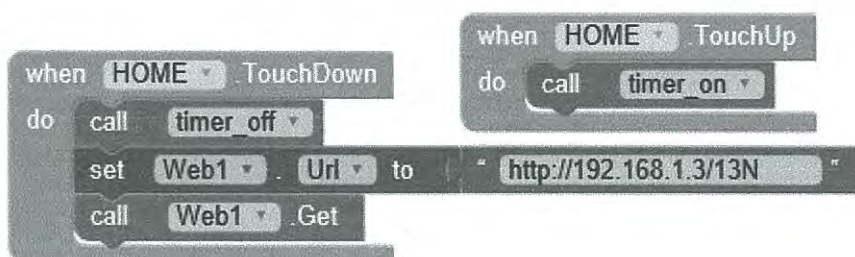 when HOME .TouchDown
do call timer_off
set Web1 . Url to " http://192.168.1.3/13N "
call Web1 .Get
when HOME .TouchUp
do call timer_on